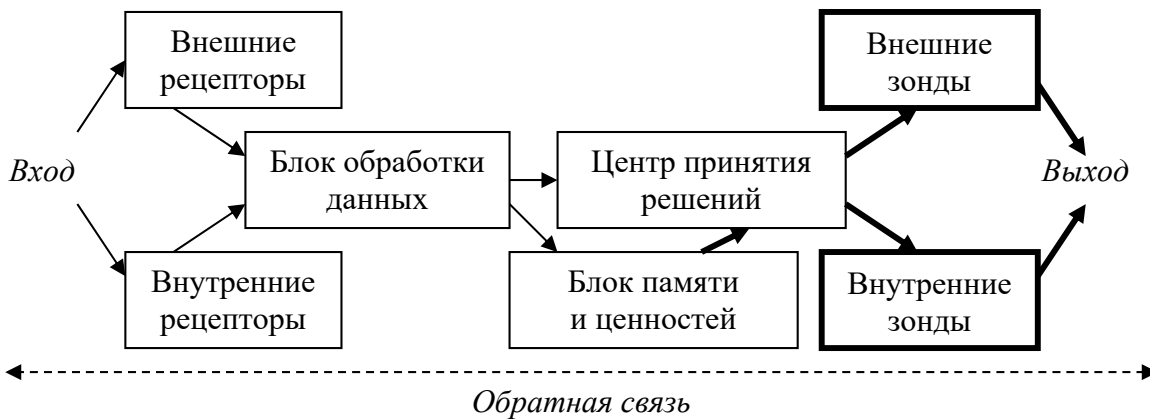 Внешние
рецепторы
Внешние
зонды
Вход
Блок обработки
данных
Центр принятия
решений
Выход
Внутренние
рецепторы
Блок памяти
и ценностей
Внутренние
зонды
Обратная связь